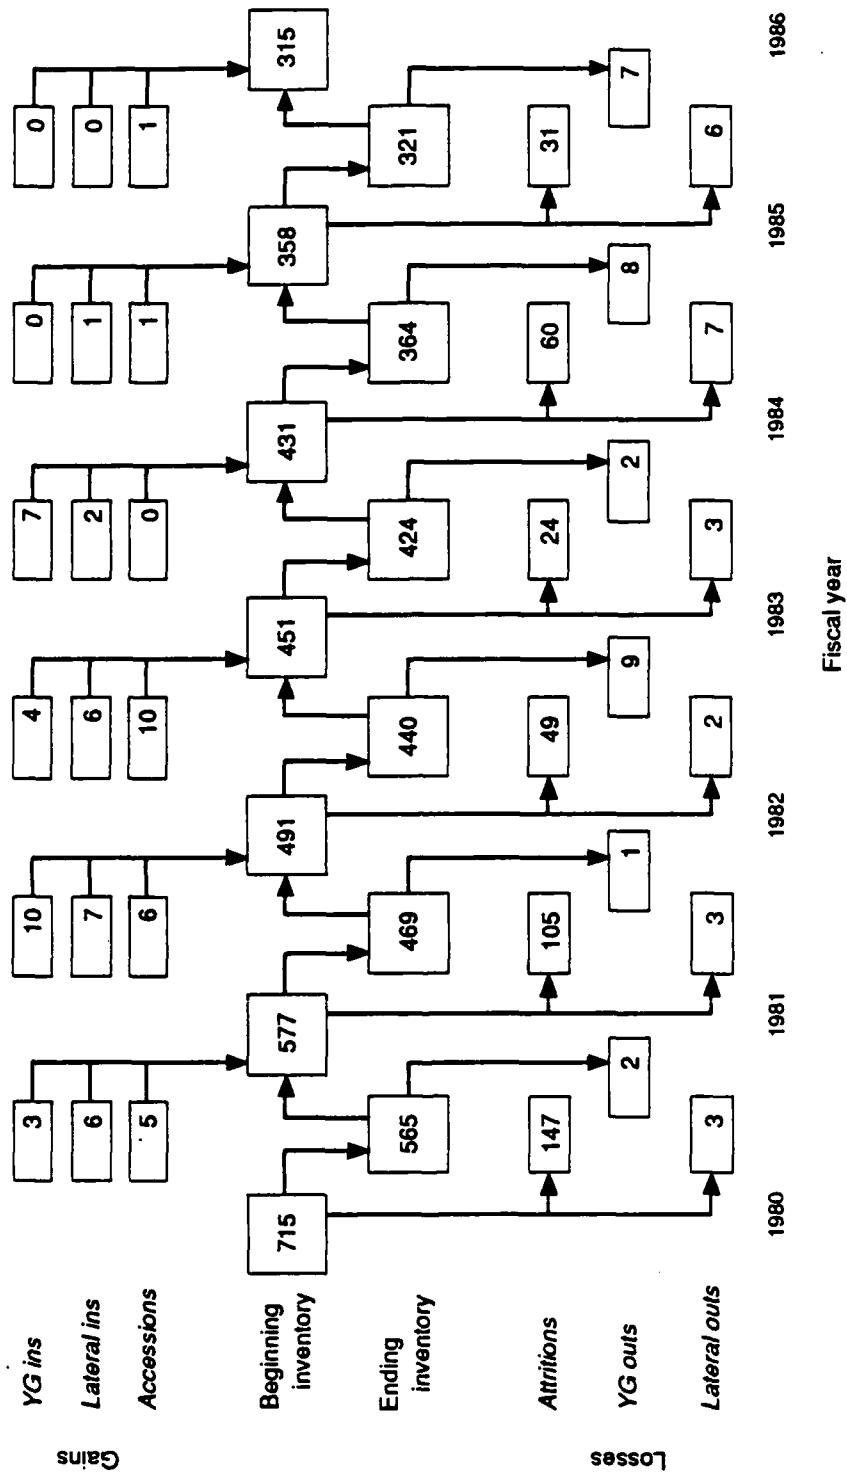 Gains
YG ins 3 10 4 7 0 0
Lateral ins 6 7 6 2 1 0
Accessions 5 6 10 0 1 1
Beginning
inventory
715 577 491 451 431 358 315
Ending
inventory
565 469 440 424 364 321
Losses
Attritions 147 105 49 24 60 31
YG outs 2 1 9 2 8 7
Lateral outs 3 3 2 3 7 6
1980 1981 1982 1983 1984 1985 1986
Fiscal year